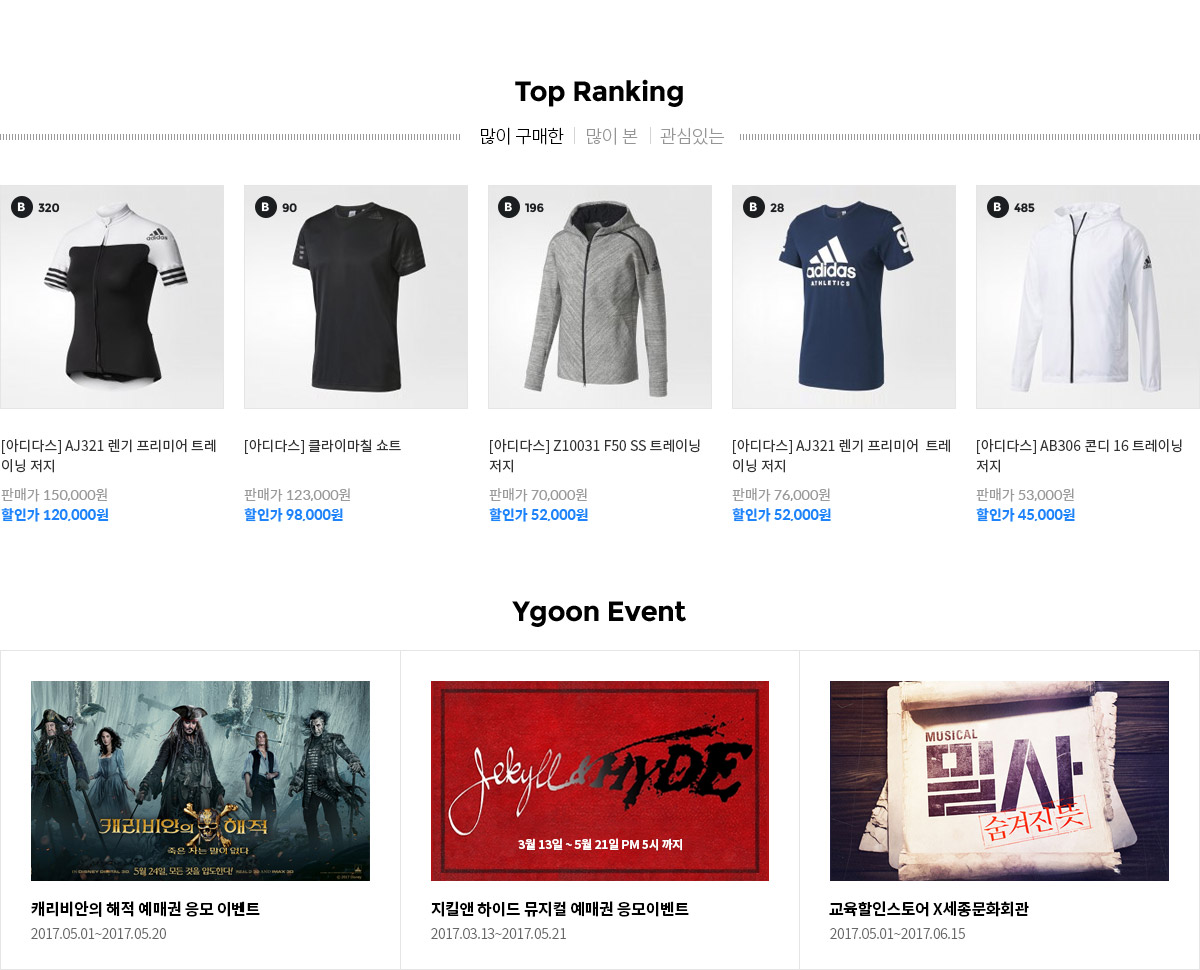 Top Ranking
많이 구매한 많이 본 관심있는
B 320
B 90
B 196
B 28
B 485
adidas
adidas
ATHLETICS
adidas
[아디다스] AJ321 렌기 프리미어 트레
이닝 저지
판매가 150,000원
할인가 120,000원
[아디다스] 클라이마칠 쇼트
판매가 123,000원
할인가 98,000원
[아디다스] Z10031 F50 SS 트레이닝
저지
판매가 70,000원
할인가 52,000원
[아디다스] AJ321 렌기 프리미어 트레
이닝 저지
판매가 76,000원
할인가 52,000원
[아디다스] AB306 콘디 16 트레이닝
저지
판매가 53,000원
할인가 45,000원
Ygoon Event
캐리비안의 해적
죽은 자는 말이 없다
IN DISNEY DIGITAL 3D, 5월 24일, 모든 것을 압도한다! REALD 3D AND IMAX 3D
캐리비안의 해적 예매권 응모 이벤트
2017.05.01~2017.05.20
Jekyll & HYDE
3월 13일 ~ 5월 21일 PM 5시 까지
지킬앤 하이드 뮤지컬 예매권 응모이벤트
2017.03.13~2017.05.21
MUSICAL
밀사
숨겨진 뜻
교육할인스토어 X세종문화회관
2017.05.01~2017.06.15